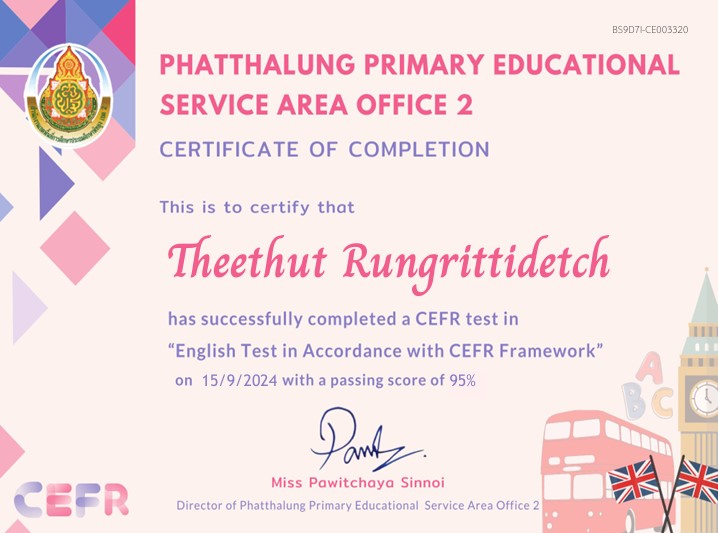 BS9D7I-CE003320
PHATTHALUNG PRIMARY EDUCATIONAL
SERVICE AREA OFFICE 2
CERTIFICATE OF COMPLETION
This is to certify that
Theethut Rungrittidetch
has successfully completed a CEFR test in
“English Test in Accordance with CEFR Framework”
on 15/9/2024 with a passing score of 95%
Miss Pawitchaya Sinnoi
Director of Phatthalung Primary Educational Service Area Office 2
CEFR
A
B C